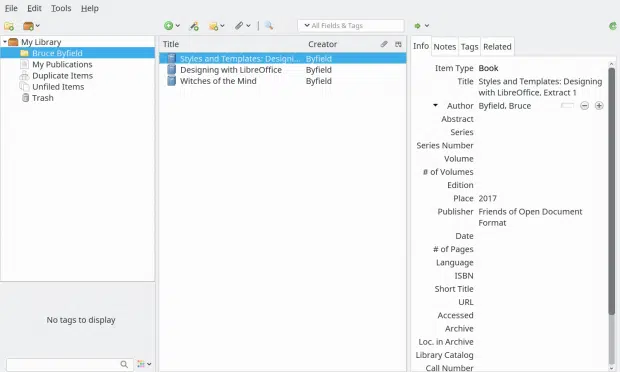 File Edit Tools Help
All Fields & Tags
My Library
Bruce Byfield
My Publications
Duplicate Items
Unfiled Items
Trash
No tags to display
Title Creator
Styles and Templates: Designi... Byfield
Designing with LibreOffice Byfield
Witches of the Mind Byfield
Info Notes Tags Related
Item Type Book
Title Styles and Templates: Designing
with LibreOffice, Extract 1
Author Byfield, Bruce
Abstract
Series
Series Number
Volume
# of Volumes
Edition
Place 2017
Publisher Friends of Open Document
Format
Date
# of Pages
Language
ISBN
Short Title
URL
Accessed
Archive
Loc. in Archive
Library Catalog
Call Number